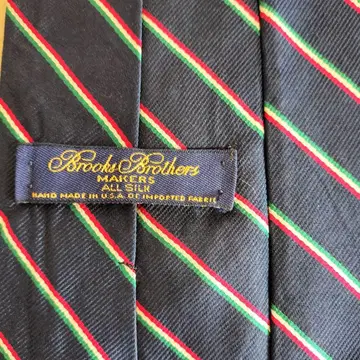 Brooks Brothers
MAKERS
ALL SILK
HAND MADE IN U.S.A. OF IMPORTED FABRIC